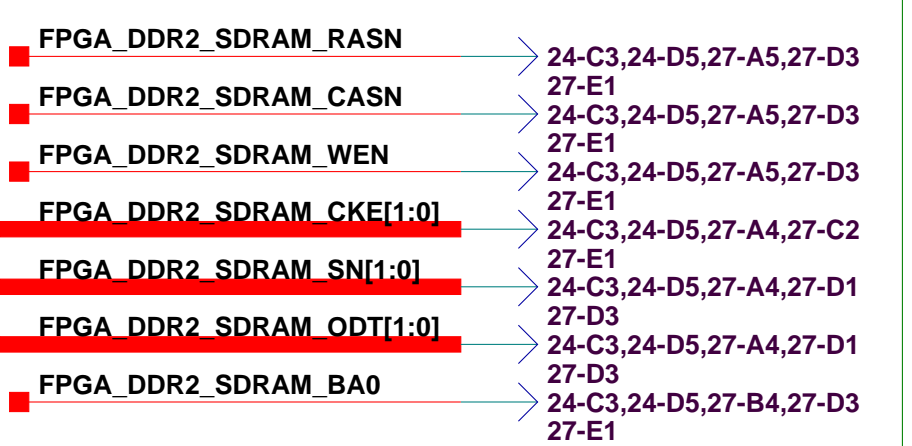 FPGA_DDR2_SDRAM_RASN
24-C3,24-D5,27-A5,27-D3
27-E1
FPGA_DDR2_SDRAM_CASN
24-C3,24-D5,27-A5,27-D3
27-E1
FPGA_DDR2_SDRAM_WEN
24-C3,24-D5,27-A5,27-D3
27-E1
FPGA_DDR2_SDRAM_CKE[1:0]
24-C3,24-D5,27-A4,27-C2
27-E1
FPGA_DDR2_SDRAM_SN[1:0]
24-C3,24-D5,27-A4,27-D1
27-D3
FPGA_DDR2_SDRAM_ODT[1:0]
24-C3,24-D5,27-A4,27-D1
27-D3
FPGA_DDR2_SDRAM_BA0
24-C3,24-D5,27-B4,27-D3
27-E1